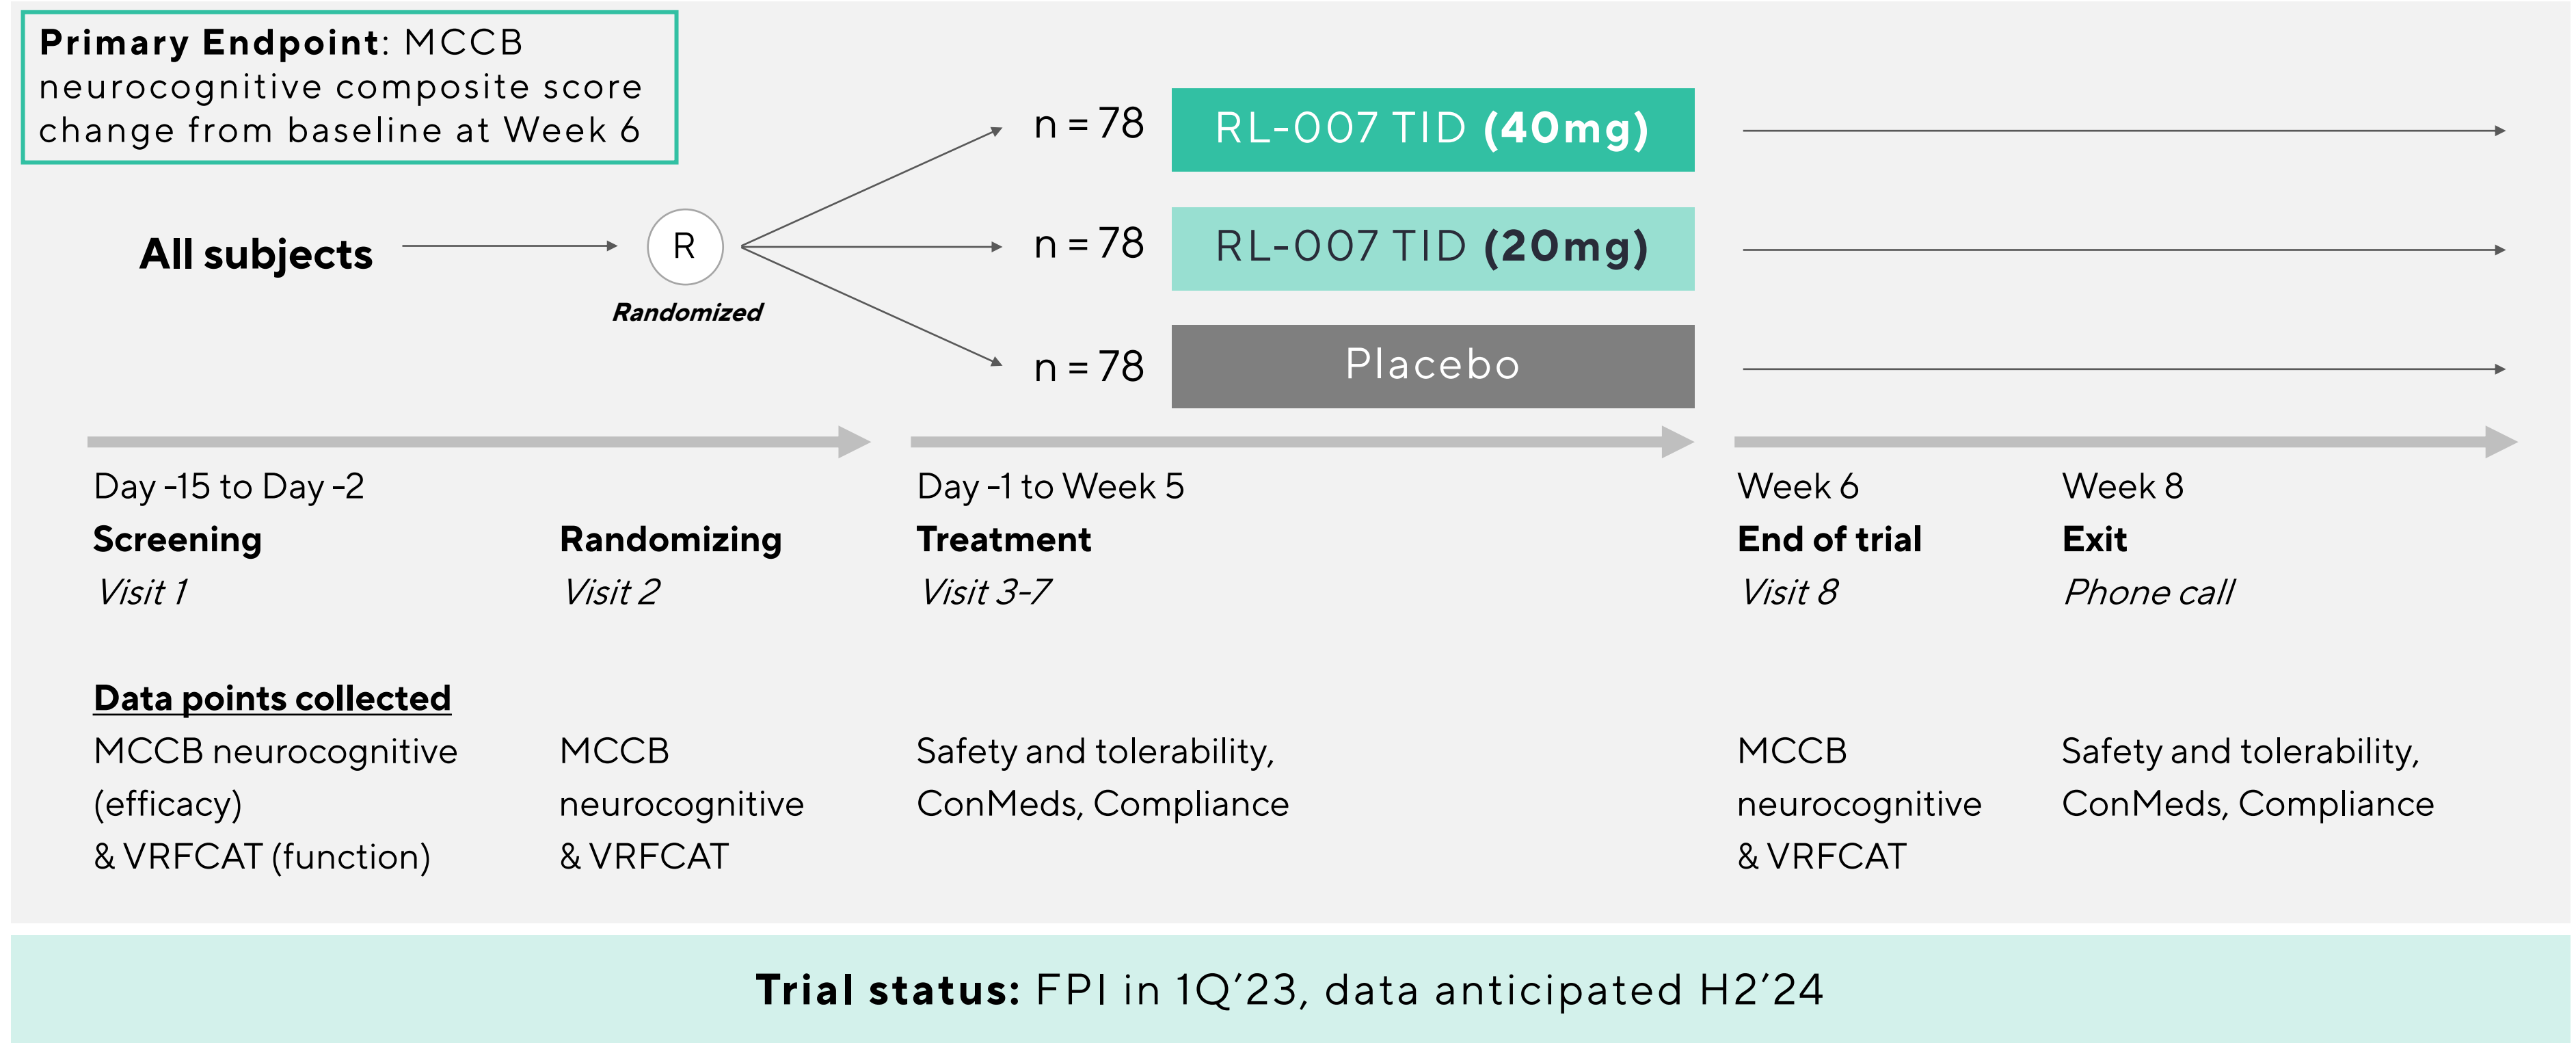 Primary Endpoint: MCCB
neurocognitive composite score
change from baseline at Week 6
All subjects
R
Randomized
n = 78
RL-007 TID (40mg)
n = 78
RL-007 TID (20mg)
n = 78
Placebo
Day -15 to Day -2
Screening
Visit 1
Randomizing
Visit 2
Day -1 to Week 5
Treatment
Visit 3-7
Week 6
End of trial
Visit 8
Week 8
Exit
Phone call
Data points collected
MCCB neurocognitive
(efficacy)
& VRFCAT (function)
MCCB
neurocognitive
& VRFCAT
Safety and tolerability,
ConMeds, Compliance
MCCB
neurocognitive
& VRFCAT
Safety and tolerability,
ConMeds, Compliance
Trial status: FPI in 1Q’23, data anticipated H2’24